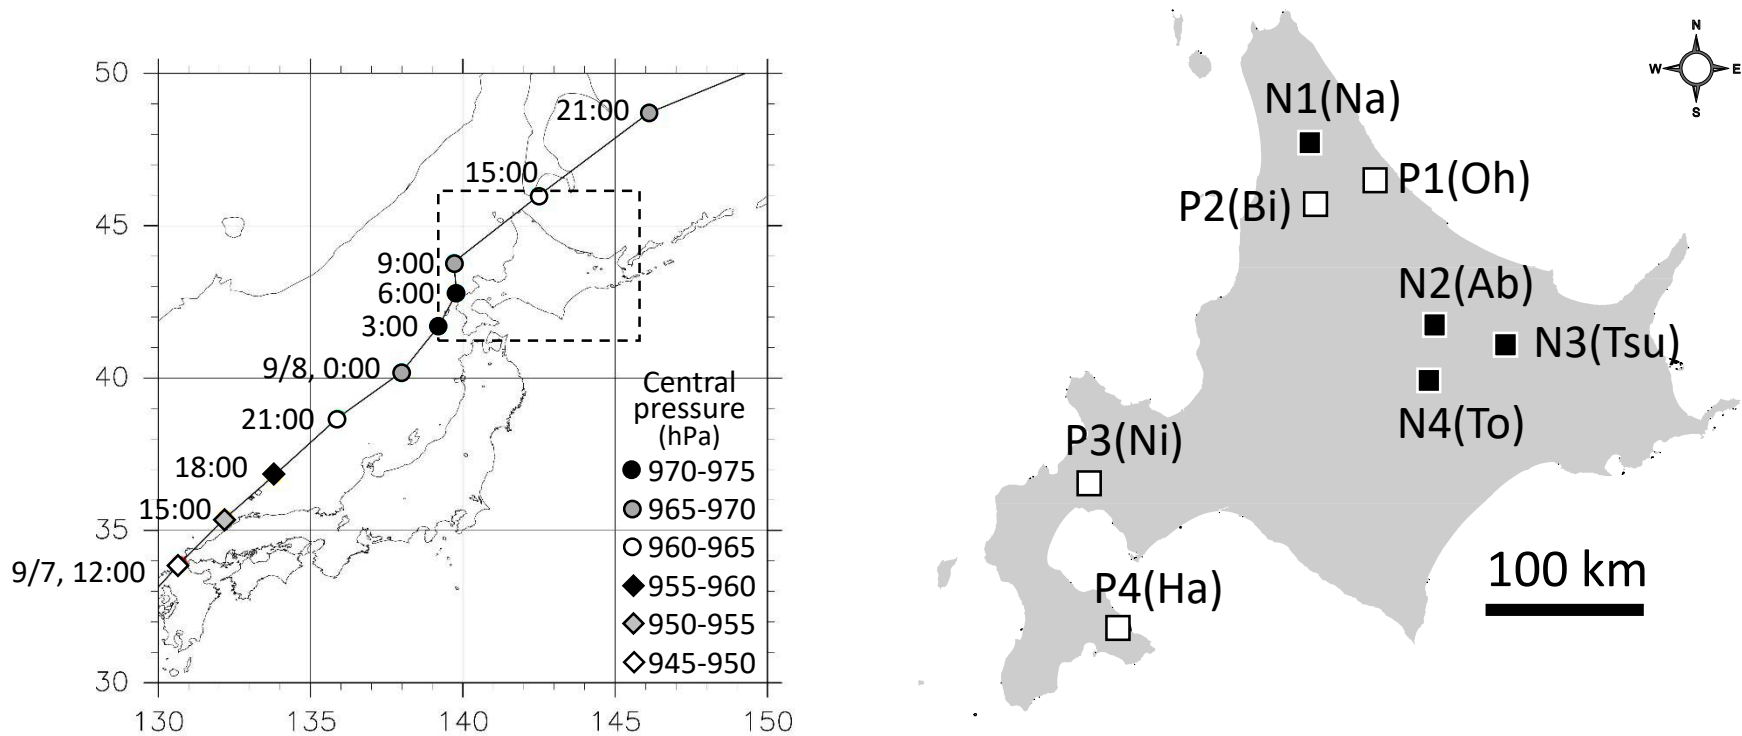 50
45
40
35
30
130
135
140
145
150
21:00
15:00
9:00
6:00
3:00
9/8, 0:00
21:00
18:00
15:00
9/7, 12:00
Central
pressure
(hPa)
970-975
965-970
960-965
955-960
950-955
945-950
N
W
E
S
N1(Na)
P1(Oh)
P2(Bi)
N2(Ab)
N3(Tsu)
N4(To)
P3(Ni)
P4(Ha)
100 km